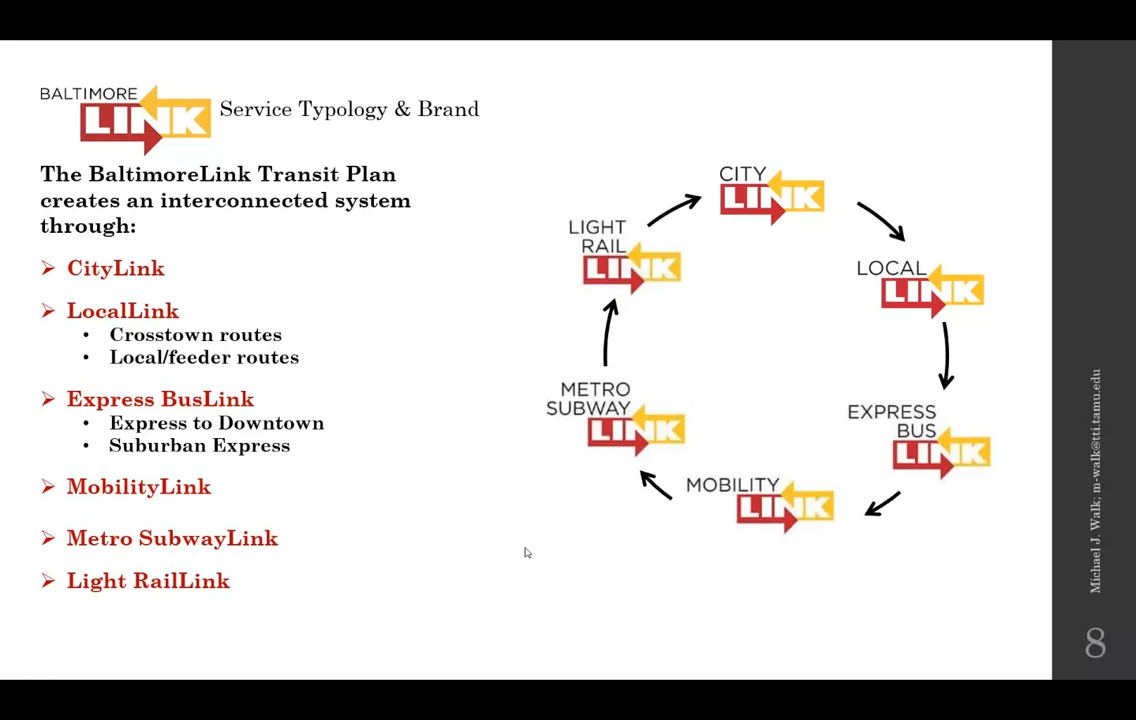 BALTIMORE
LINK
Service Typology & Brand
The BaltimoreLink Transit Plan
creates an interconnected system
through:
➢ CityLink
➢ LocalLink
• Crosstown routes
• Local/feeder routes
➢ Express BusLink
• Express to Downtown
• Suburban Express
➢ MobilityLink
➢ Metro SubwayLink
➢ Light RailLink
CITY
LINK
LOCAL
LINK
EXPRESS
BUS
LINK
MOBILITY
LINK
METRO
SUBWAY
LINK
LIGHT
RAIL
LINK
Michael J. Walk; m-walk@tti.tamu.edu
8